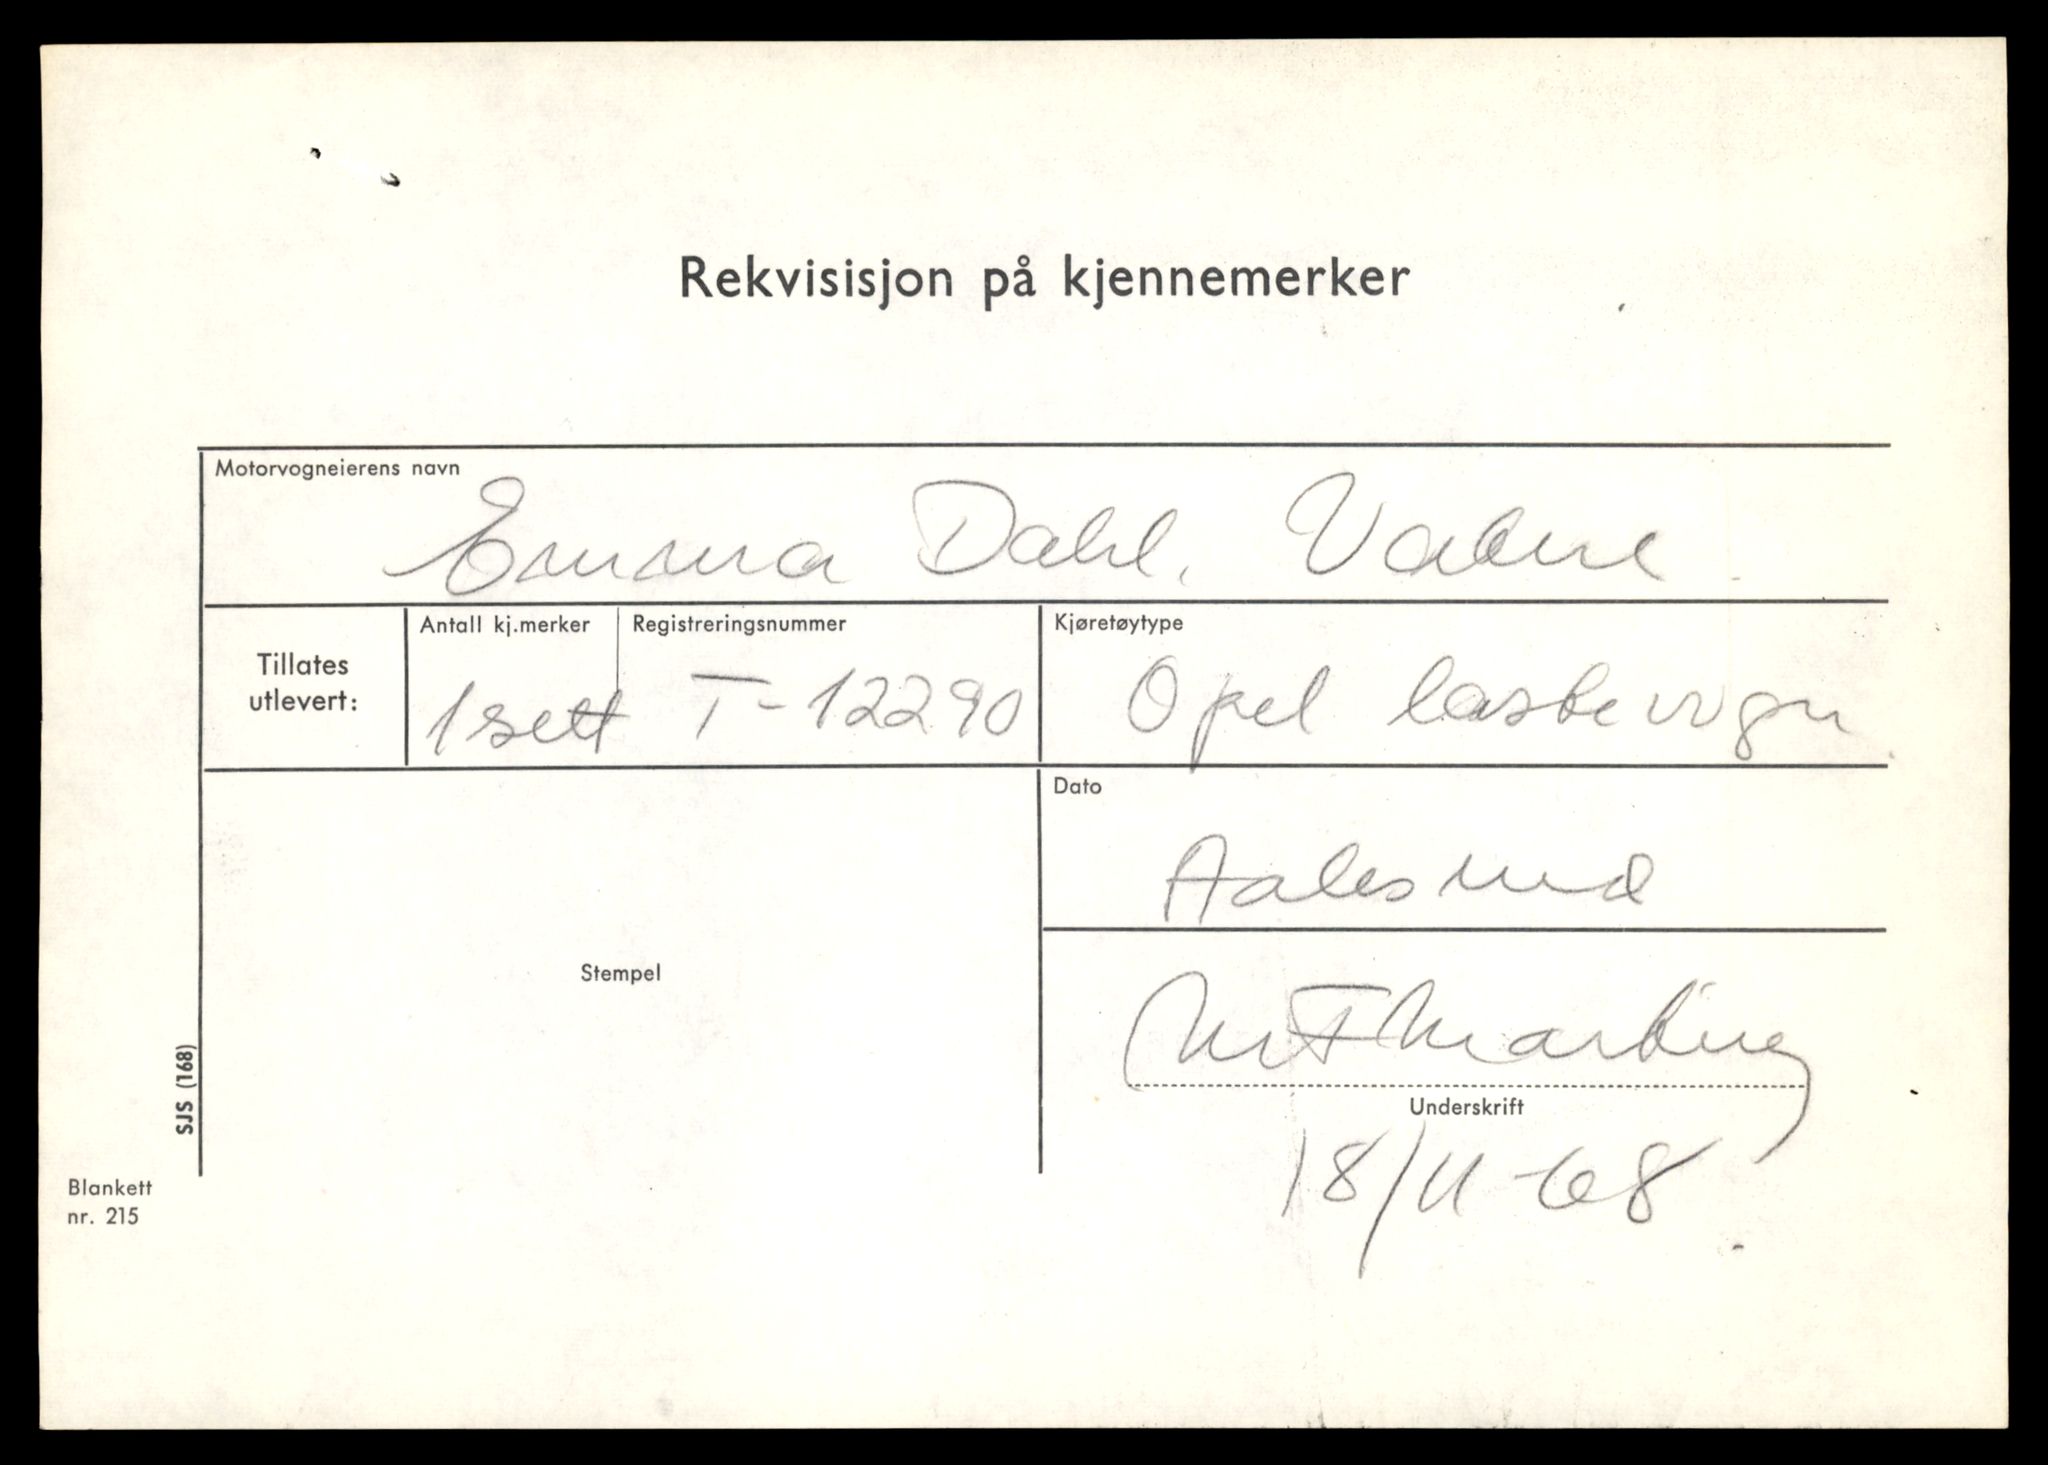 Rekvisisjon på kjennemerker
Motorvogneierens navn
Emma Dahl. Vatne
Tillates utlevert:
Antall kj.merker
1 sett
Registreringsnummer
T-12290
Kjøretøytype
Opel lastevogn
Dato
Aalesund
Stempel
Underskrift
18/11-68
SJS (168)
Blankett
nr. 215